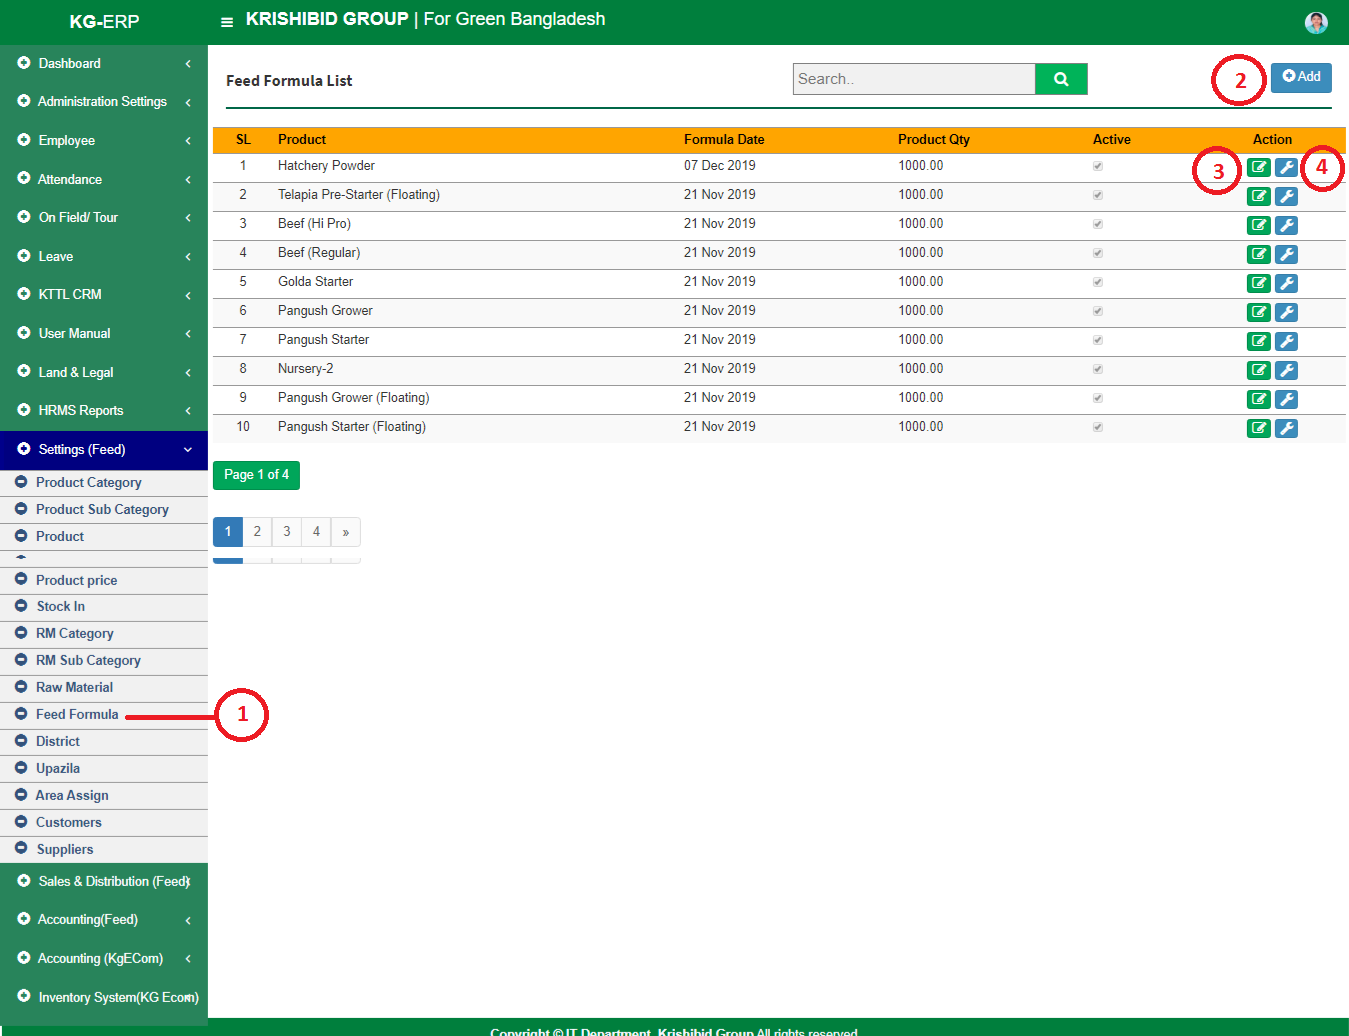 KG-ERP
KRISHIBID GROUP | For Green Bangladesh
Dashboard
Administration Settings
Employee
Attendance
On Field/ Tour
Leave
KTTL CRM
User Manual
Land & Legal
HRMS Reports
Settings (Feed)
Product Category
Product Sub Category
Product
Product price
Stock In
RM Category
RM Sub Category
Raw Material
Feed Formula
District
Upazila
Area Assign
Customers
Suppliers
Sales & Distribution (Feed)
Accounting(Feed)
Accounting (KgECom)
Inventory System(KG Ecom)
1
Feed Formula List
Search..
2
Add
SL Product Formula Date Product Qty Active Action
1 Hatchery Powder 07 Dec 2019 1000.00 3 4
2 Telapia Pre-Starter (Floating) 21 Nov 2019 1000.00
3 Beef (Hi Pro) 21 Nov 2019 1000.00
4 Beef (Regular) 21 Nov 2019 1000.00
5 Golda Starter 21 Nov 2019 1000.00
6 Pangush Grower 21 Nov 2019 1000.00
7 Pangush Starter 21 Nov 2019 1000.00
8 Nursery-2 21 Nov 2019 1000.00
9 Pangush Grower (Floating) 21 Nov 2019 1000.00
10 Pangush Starter (Floating) 21 Nov 2019 1000.00
Page 1 of 4
1 2 3 4 »
Copyright © IT Department, Krishibid Group All rights reserved